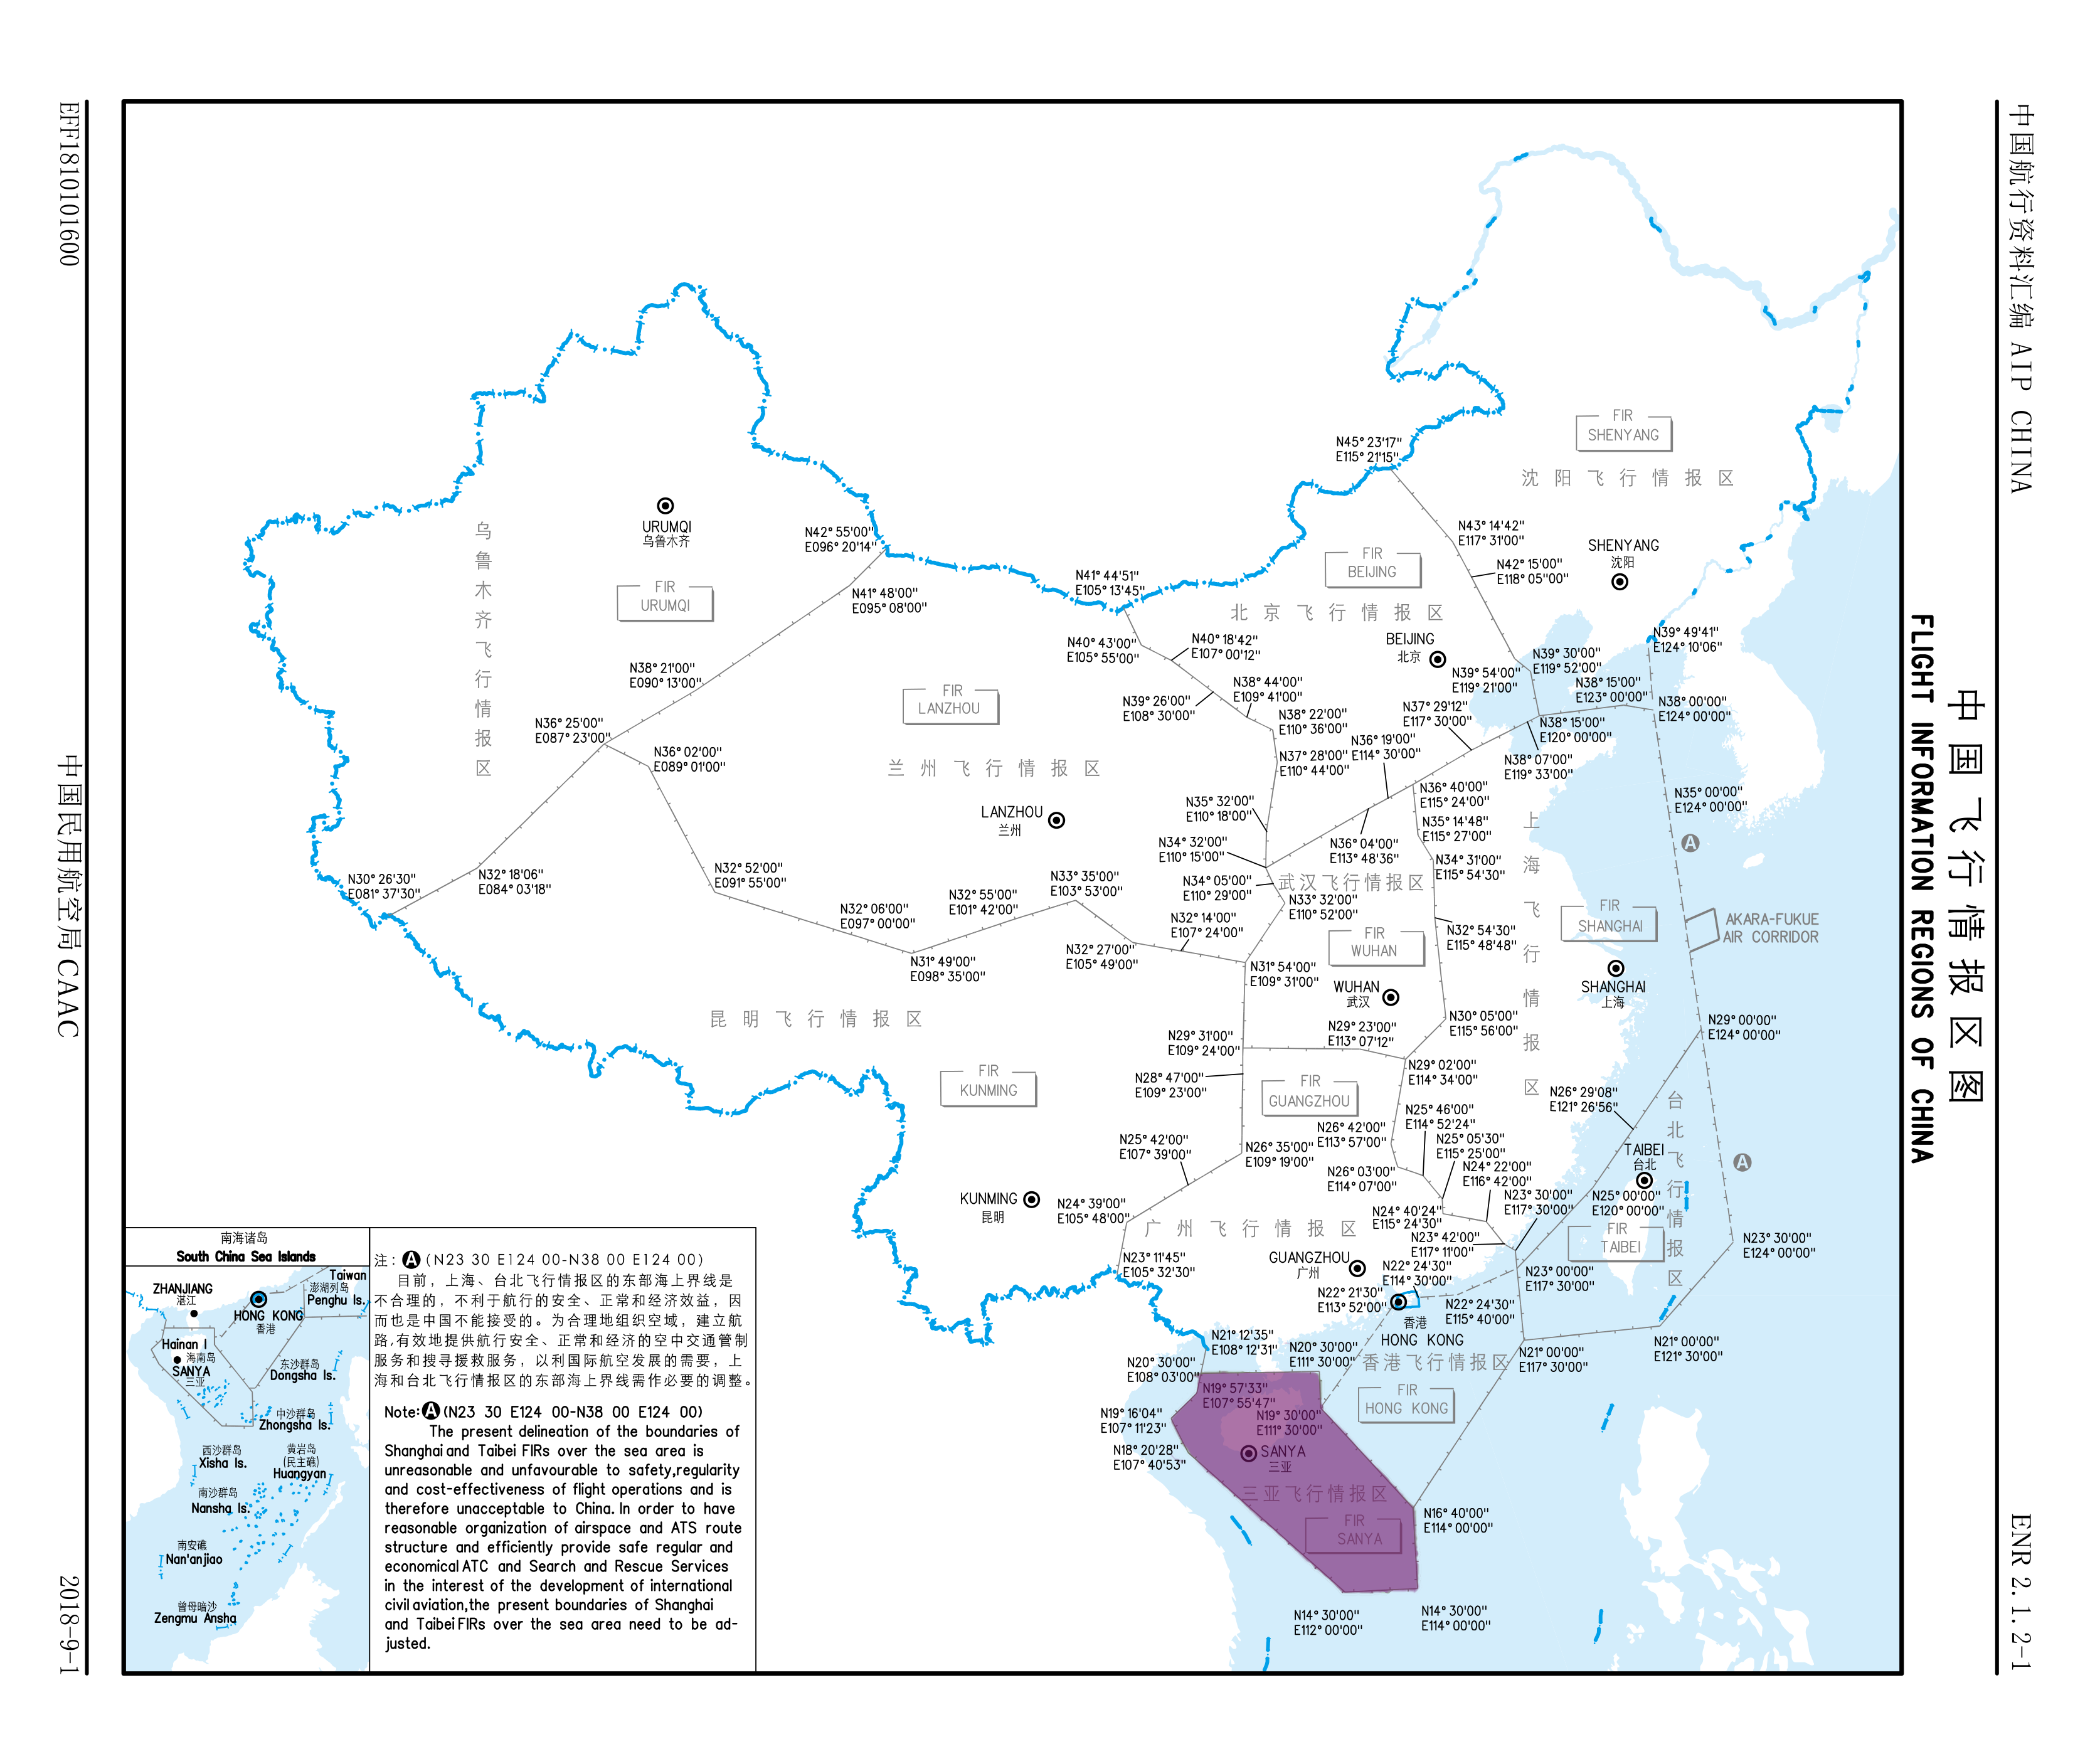 中国航行资料汇编 AIP CHINA
ENR 2.1.2-1
中国飞行情报区图
FLIGHT INFORMATION REGIONS OF CHINA
EFF1810101600
中国民用航空局CAAC
2018-9-1
FIR
SHENYANG
沈阳飞行情报区
N45° 23'17"
E115° 21'15"
N43° 14'42"
E117° 31'00"
SHENYANG
沈阳
N42° 15'00"
E118° 05'00"
URUMQI
乌鲁木齐
乌鲁木齐飞行情报区
FIR
URUMQI
N42° 55'00"
E096° 20'14"
N41° 48'00"
E095° 08'00"
N41° 44'51"
E105° 13'45"
FIR
BEIJING
北京飞行情报区
BEIJING
北京
N40° 43'00"
E105° 55'00"
N40° 18'42"
E107° 00'12"
N39° 49'41"
E124° 10'06"
N39° 54'00"
E119° 21'00"
N39° 30'00"
E119° 52'00"
N38° 15'00"
E123° 00'00"
N38° 00'00"
E124° 00'00"
N38° 21'00"
E090° 13'00"
FIR
LANZHOU
N39° 26'00"
E108° 30'00"
N38° 44'00"
E109° 41'00"
N38° 22'00"
E110° 36'00"
N37° 29'12"
E117° 30'00"
N38° 15'00"
E120° 00'00"
N36° 25'00"
E087° 23'00"
N36° 02'00"
E089° 01'00"
兰州飞行情报区
N37° 28'00"
E110° 44'00"
N36° 19'00"
E114° 30'00"
N38° 07'00"
E119° 33'00"
N36° 40'00"
E115° 24'00"
N35° 00'00"
E124° 00'00"
LANZHOU
兰州
N35° 32'00"
E110° 18'00"
N35° 14'48"
E115° 27'00"
上海飞行情报区
A
N34° 32'00"
E110° 15'00"
N36° 04'00"
E113° 48'36"
N34° 31'00"
E115° 54'30"
N30° 26'30"
E081° 37'30"
N32° 18'06"
E084° 03'18"
N32° 52'00"
E091° 55'00"
N33° 35'00"
E103° 53'00"
N34° 05'00"
E110° 29'00"
武汉飞行情报区
N33° 32'00"
E110° 52'00"
N32° 06'00"
E097° 00'00"
N32° 55'00"
E101° 42'00"
N32° 14'00"
E107° 24'00"
FIR
WUHAN
N32° 54'30"
E115° 48'48"
FIR
SHANGHAI
AKARA-FUKUE
AIR CORRIDOR
N31° 49'00"
E098° 35'00"
N32° 27'00"
E105° 49'00"
N31° 54'00"
E109° 31'00"
WUHAN
武汉
SHANGHAI
上海
昆明飞行情报区
N29° 31'00"
E109° 24'00"
N29° 23'00"
E113° 07'12"
N30° 05'00"
E115° 56'00"
N29° 00'00"
E124° 00'00"
FIR
KUNMING
N28° 47'00"
E109° 23'00"
FIR
GUANGZHOU
N29° 02'00"
E114° 34'00"
N26° 29'08"
E121° 26'56"
台北飞行情报区
N25° 42'00"
E107° 39'00"
N26° 35'00"
E109° 19'00"
N26° 42'00"
E113° 57'00"
N25° 46'00"
E114° 52'24"
N25° 05'30"
E115° 25'00"
TAIBEI
台北
A
N26° 03'00"
E114° 07'00"
N24° 22'00"
E116° 42'00"
N23° 30'00"
E117° 30'00"
N25° 00'00"
E120° 00'00"
KUNMING
昆明
N24° 39'00"
E105° 48'00"
广州飞行情报区
N24° 40'24"
E115° 24'30"
FIR
TAIBEI
N23° 30'00"
E124° 00'00"
N23° 11'45"
E105° 32'30"
GUANGZHOU
广州
N23° 42'00"
E117° 11'00"
N22° 24'30"
E114° 30'00"
N23° 00'00"
E117° 30'00"
N22° 21'30"
E113° 52'00"
香港
HONG KONG
N22° 24'30"
E115° 40'00"
N21° 12'35"
E108° 12'31"
N20° 30'00"
E111° 30'00"
香港飞行情报区
N21° 00'00"
E117° 30'00"
N21° 00'00"
E121° 30'00"
N20° 30'00"
E108° 03'00"
N19° 57'33"
E107° 55'47"
FIR
HONG KONG
N19° 16'04"
E107° 11'23"
N19° 30'00"
E111° 30'00"
N18° 20'28"
E107° 40'53"
SANYA
三亚
三亚飞行情报区
FIR
SANYA
N16° 40'00"
E114° 00'00"
N14° 30'00"
E112° 00'00"
N14° 30'00"
E114° 00'00"
南海诸岛
South China Sea Islands
Taiwan
ZHANJIANG
湛江
澎湖列岛
Penghu Is.
HONG KONG
香港
Hainan I
海南岛
SANYA
三亚
东沙群岛
Dongsha Is.
中沙群岛
Zhongsha Is.
西沙群岛
Xisha Is.
黄岩岛
(民主礁)
Huangyan
南沙群岛
Nansha Is.
南安礁
Nan'anjiao
曾母暗沙
Zengmu Ansha
注: A (N23 30 E124 00-N38 00 E124 00)
目前，上海、台北飞行情报区的东部海上界线是
不合理的，不利于航行的安全、正常和经济效益，因
而也是中国不能接受的。为合理地组织空域，建立航
路,有效地提供航行安全、正常和经济的空中交通管制
服务和搜寻援救服务，以利国际航空发展的需要，上
海和台北飞行情报区的东部海上界线需作必要的调整。
Note: A (N23 30 E124 00-N38 00 E124 00)
The present delineation of the boundaries of
Shanghai and Taibei FIRs over the sea area is
unreasonable and unfavourable to safety,regularity
and cost-effectiveness of flight operations and is
therefore unacceptable to China. In order to have
reasonable organization of airspace and ATS route
structure and efficiently provide safe regular and
economical ATC and Search and Rescue Services
in the interest of the development of international
civil aviation,the present boundaries of Shanghai
and Taibei FIRs over the sea area need to be ad-
justed.